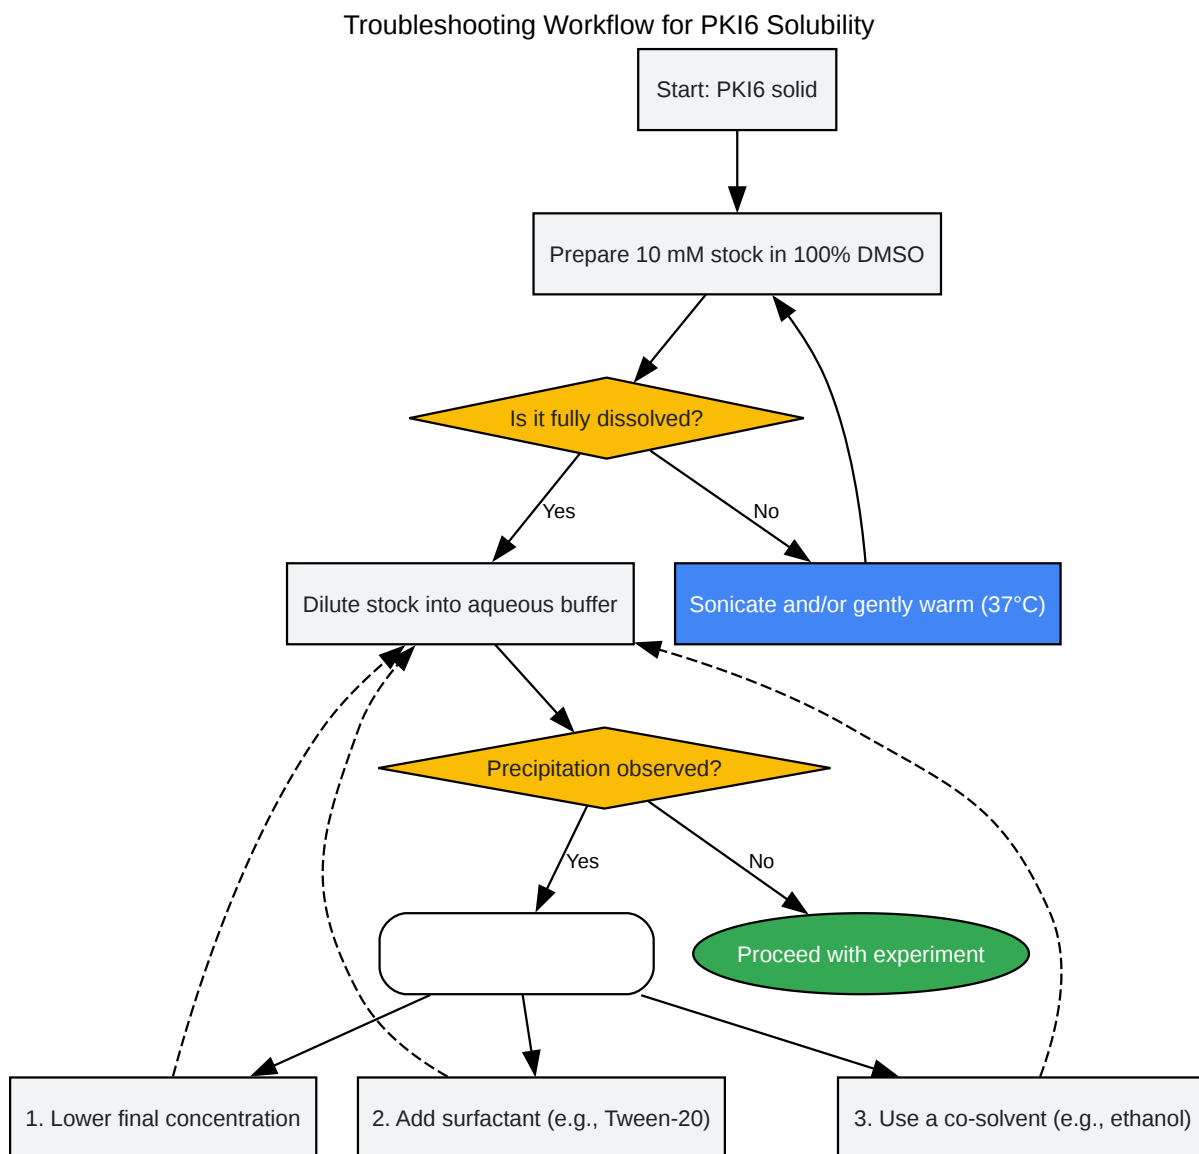 Troubleshooting Workflow for PKI6 Solubility
Start: PKI6 solid
Prepare 10 mM stock in 100% DMSO
Is it fully dissolved?
Yes
No
Dilute stock into aqueous buffer
Sonicate and/or gently warm (37°C)
Precipitation observed?
Yes
No
Proceed with experiment
1. Lower final concentration
2. Add surfactant (e.g., Tween-20)
3. Use a co-solvent (e.g., ethanol)